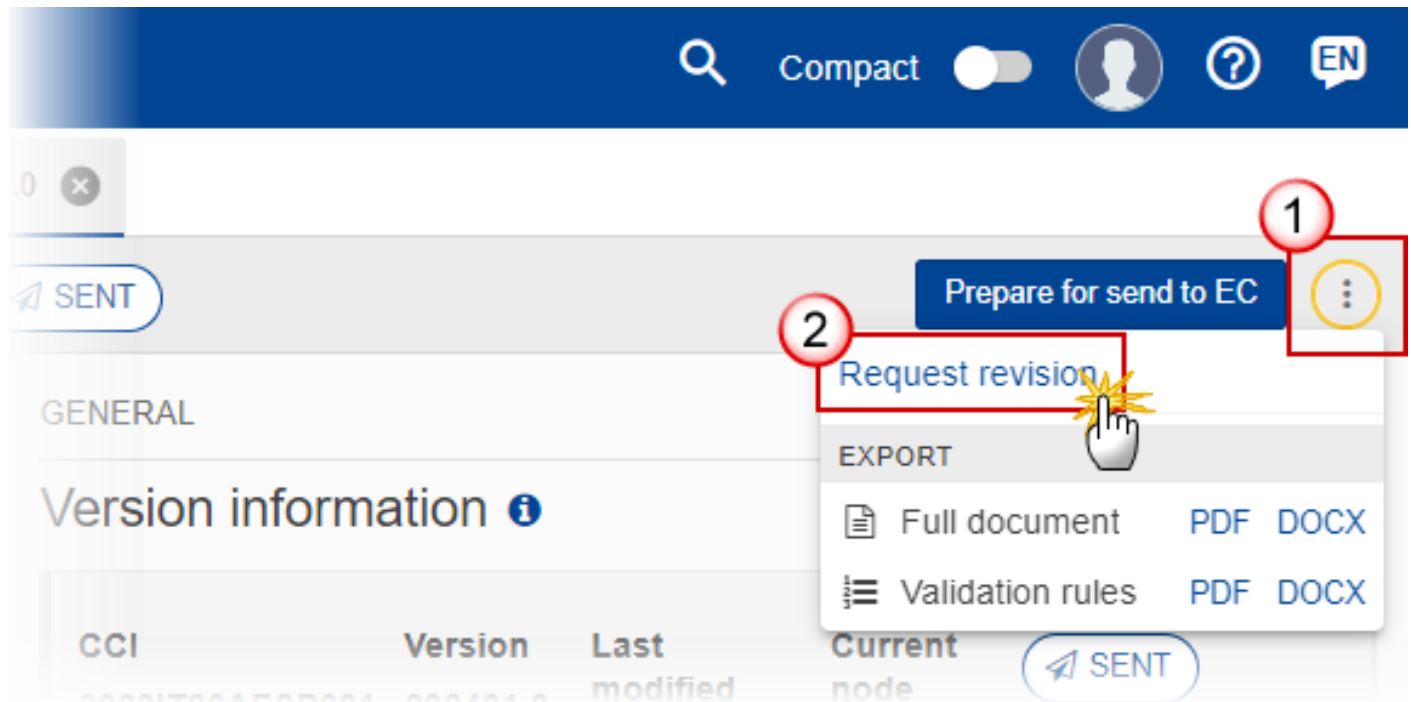 Compact
EN
.0
1
SENT
Prepare for send to EC
2
Request revision
GENERAL
EXPORT
Version information
Full document PDF DOCX
Validation rules PDF DOCX
CCI Version Last modified Current node SENT